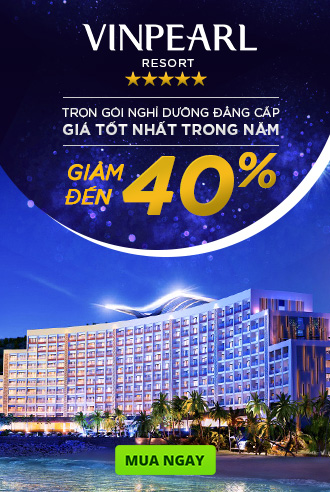 VINPEARL
RESORT
TRỌN GÓI NGHỈ DƯỠNG ĐẲNG CẤP
GIÁ TỐT NHẤT TRONG NĂM
GIẢM
ĐẾN 40%
MUA NGAY